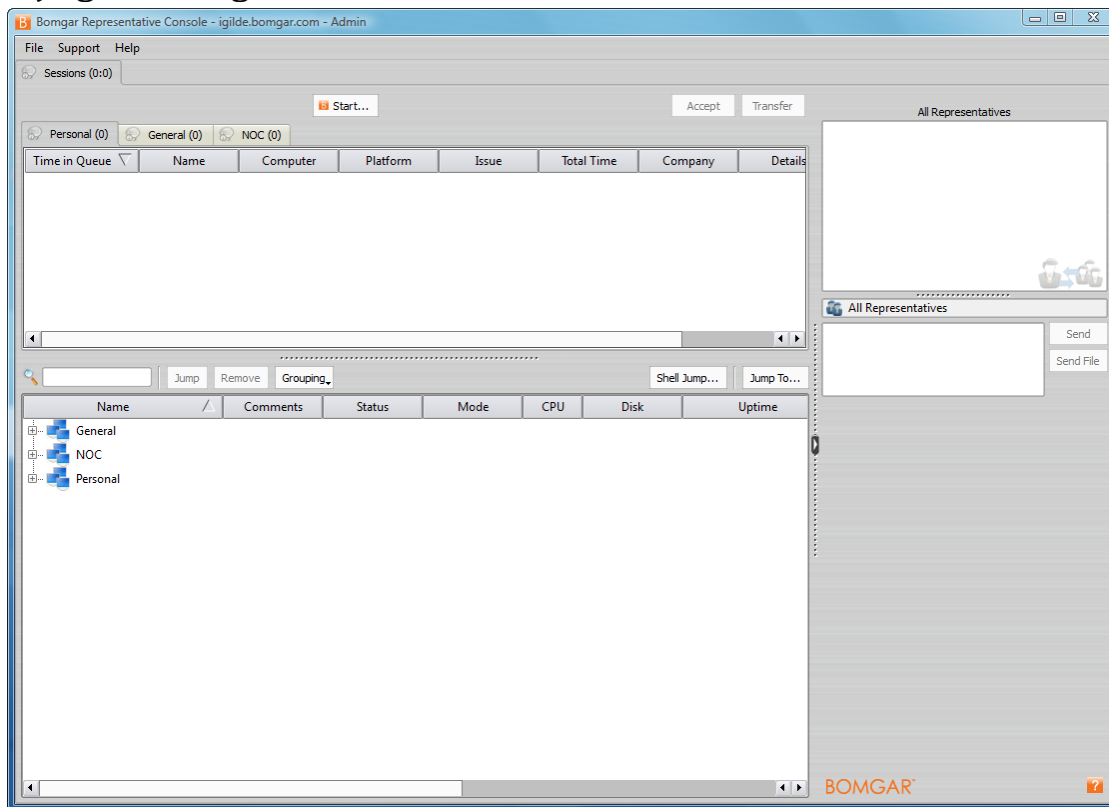 Bomgar Representative Console - igilde.bomgar.com - Admin
File Support Help
Sessions (0:0)
Start... Accept Transfer
All Representatives
Personal (0) General (0) NOC (0)
Time in Queue Name Computer Platform Issue Total Time Company Details
All Representatives
Send
Send File
Jump Remove Grouping Shell Jump... Jump To...
Name Comments Status Mode CPU Disk Uptime
General
NOC
Personal
BOMGAR
?